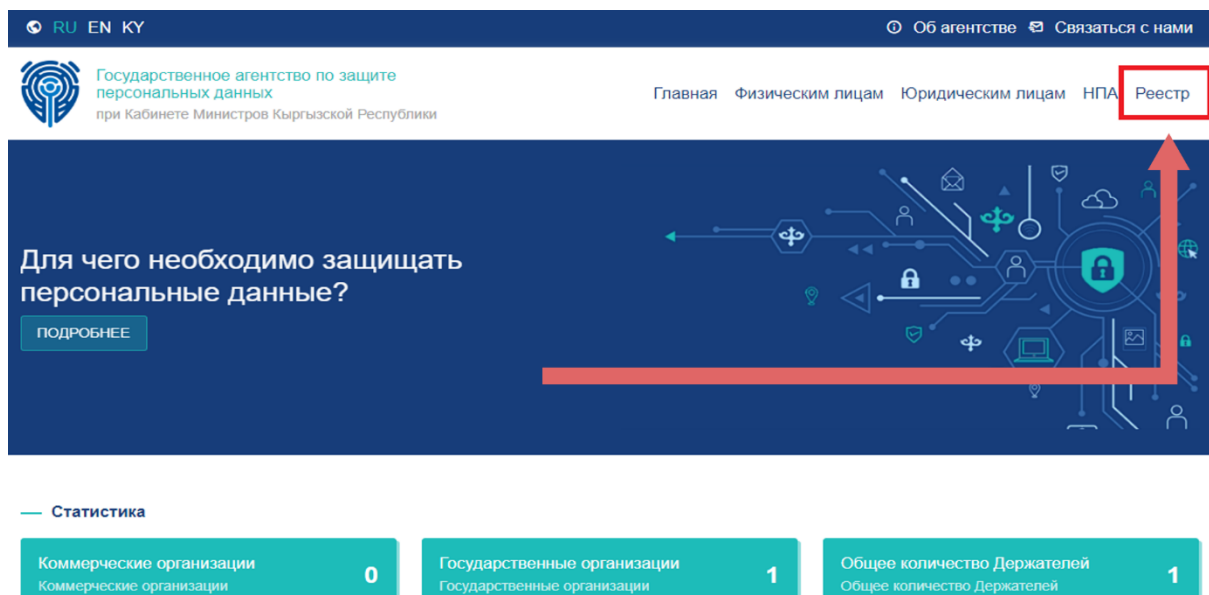 RU EN KY
Об агентстве Связаться с нами
Государственное агентство по защите
персональных данных
при Кабинете Министров Кыргызской Республики
Главная Физическим лицам Юридическим лицам НПА Реестр
Для чего необходимо защищать
персональные данные?
ПОДРОБНЕЕ
Статистика
Коммерческие организации
Коммерческие организации
0
Государственные организации
Государственные организации
1
Общее количество Держателей
Общее количество Держателей
1